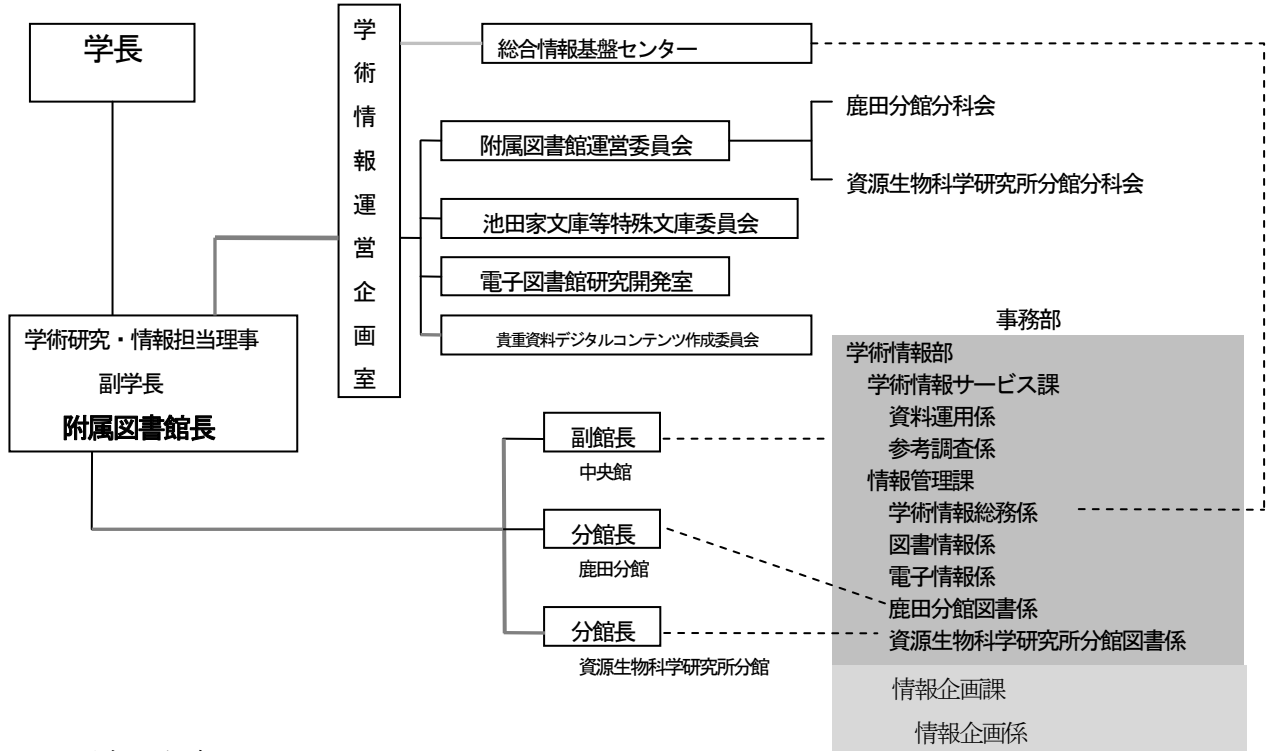 学長
学術情報運営企画室
総合情報基盤センター
附属図書館運営委員会
鹿田分館分科会
資源生物科学研究所分館分科会
池田家文庫等特殊文庫委員会
電子図書館研究開発室
貴重資料デジタルコンテンツ作成委員会
学術研究・情報担当理事
副学長
附属図書館長
副館長
中央館
分館長
鹿田分館
分館長
資源生物科学研究所分館
事務部
学術情報部
学術情報サービス課
資料運用係
参考調査係
情報管理課
学術情報総務係
図書情報係
電子情報係
鹿田分館図書係
資源生物科学研究所分館図書係
情報企画課
情報企画係